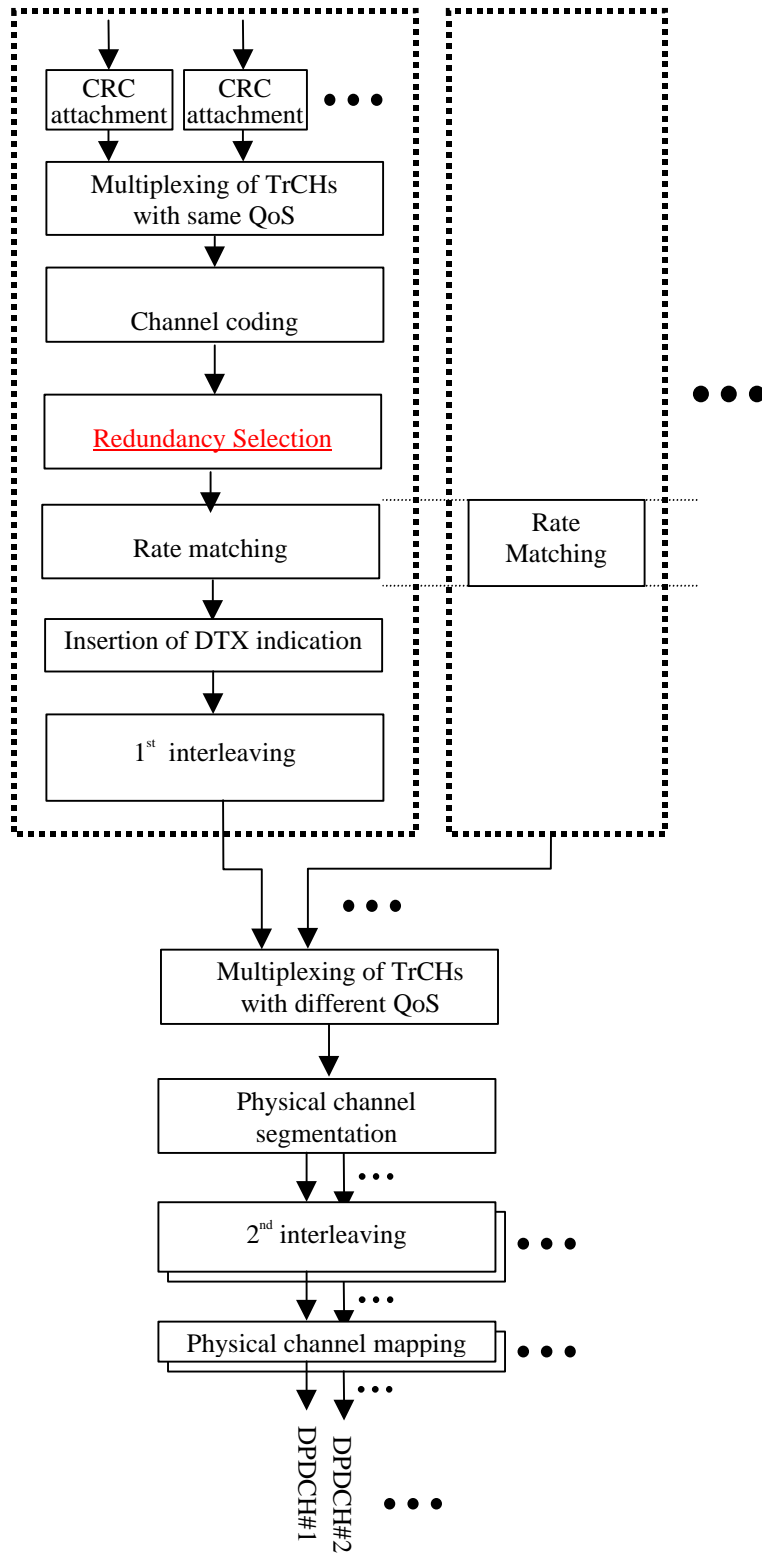 CRC
attachment
CRC
attachment
Multiplexing of TrCHs
with same QoS
Channel coding
Redundancy Selection
Rate matching
Rate
Matching
Insertion of DTX indication
1st interleaving
Multiplexing of TrCHs
with different QoS
Physical channel
segmentation
2nd interleaving
Physical channel mapping
DPDCH#1
DPDCH#2